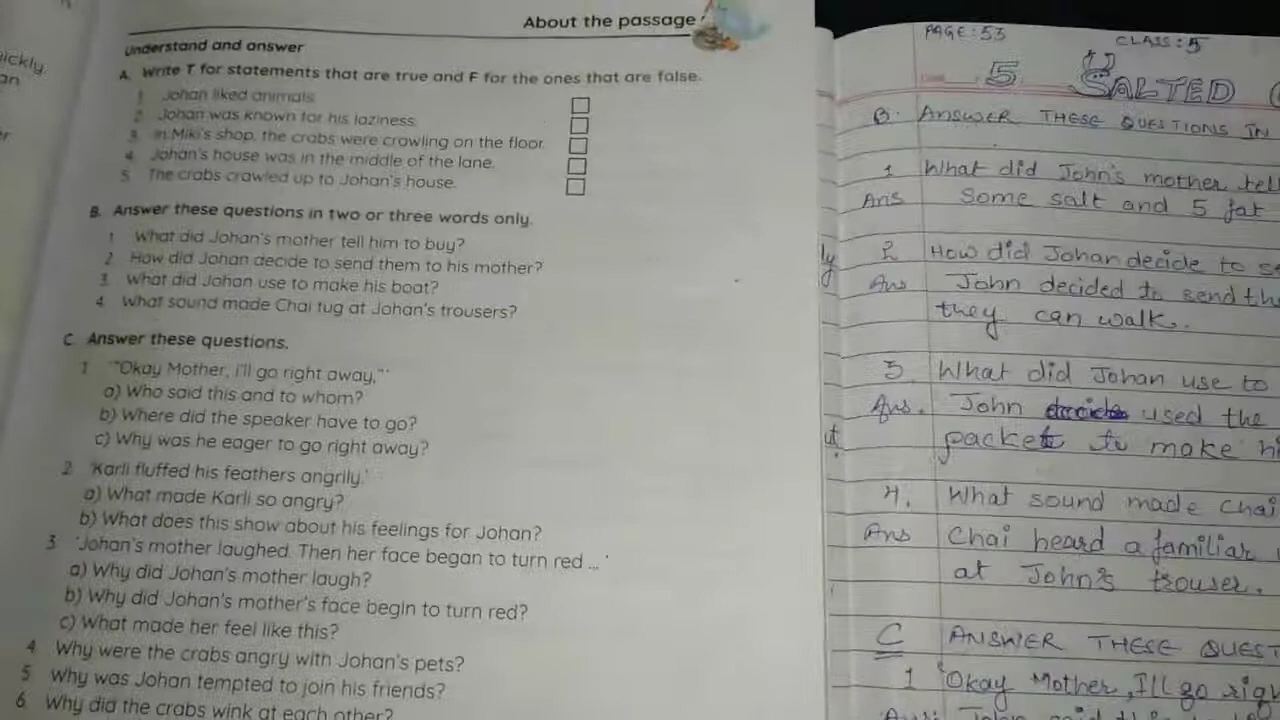 ickly
an
About the passage
Understand and answer
A. Write T for statements that are true and F for the ones that are false.
1 Johan liked animals.
2 Johan was known for his laziness.
3 In Miki's shop, the crabs were crawling on the floor.
4 Johan's house was in the middle of the lane.
5 The crabs crawled up to Johan's house.
B. Answer these questions in two or three words only.
1 What did Johan's mother tell him to buy?
2 How did Johan decide to send them to his mother?
3 What did Johan use to make his boat?
4 What sound made Chai tug at Johan's trousers?
C. Answer these questions.
1 "Okay Mother, I'll go right away,"
a) Who said this and to whom?
b) Where did the speaker have to go?
c) Why was he eager to go right away?
2 'Karli fluffed his feathers angrily.'
a) What made Karli so angry?
b) What does this show about his feelings for Johan?
3 'Johan's mother laughed. Then her face began to turn red ...'
a) Why did Johan's mother laugh?
b) Why did Johan's mother's face begin to turn red?
c) What made her feel like this?
4 Why were the crabs angry with Johan's pets?
5 Why was Johan tempted to join his friends?
6 Why did the crabs wink at each other?
PAGE: 53 CLASS: 5
5 SALTED
B. ANSWER THESE QUESTIONS IN
1 What did John's mother tell
Ans Some salt and 5 fat
2 How did Johan decide to se
Ans John decided to send the
they can walk.
3. What did Johan use to
Ans. John used the
packet to make hi
4. What sound made chai
Ans Chai heard a familiar
at John's trouser.
C ANSWER THESE QUEST
1 "Okay Mother, I'll go righ